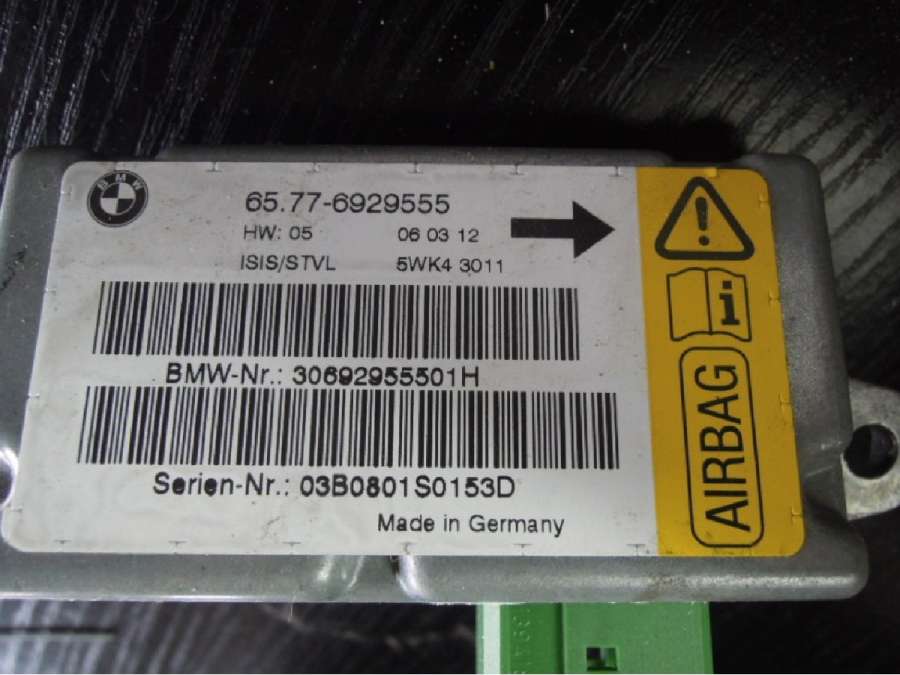 BMW
65.77-6929555
HW: 05 06 03 12
ISIS/STVL 5WK4 3011
BMW-Nr.: 30692955501H
Serien-Nr.: 03B0801S0153D
Made in Germany
i
AIRBAG